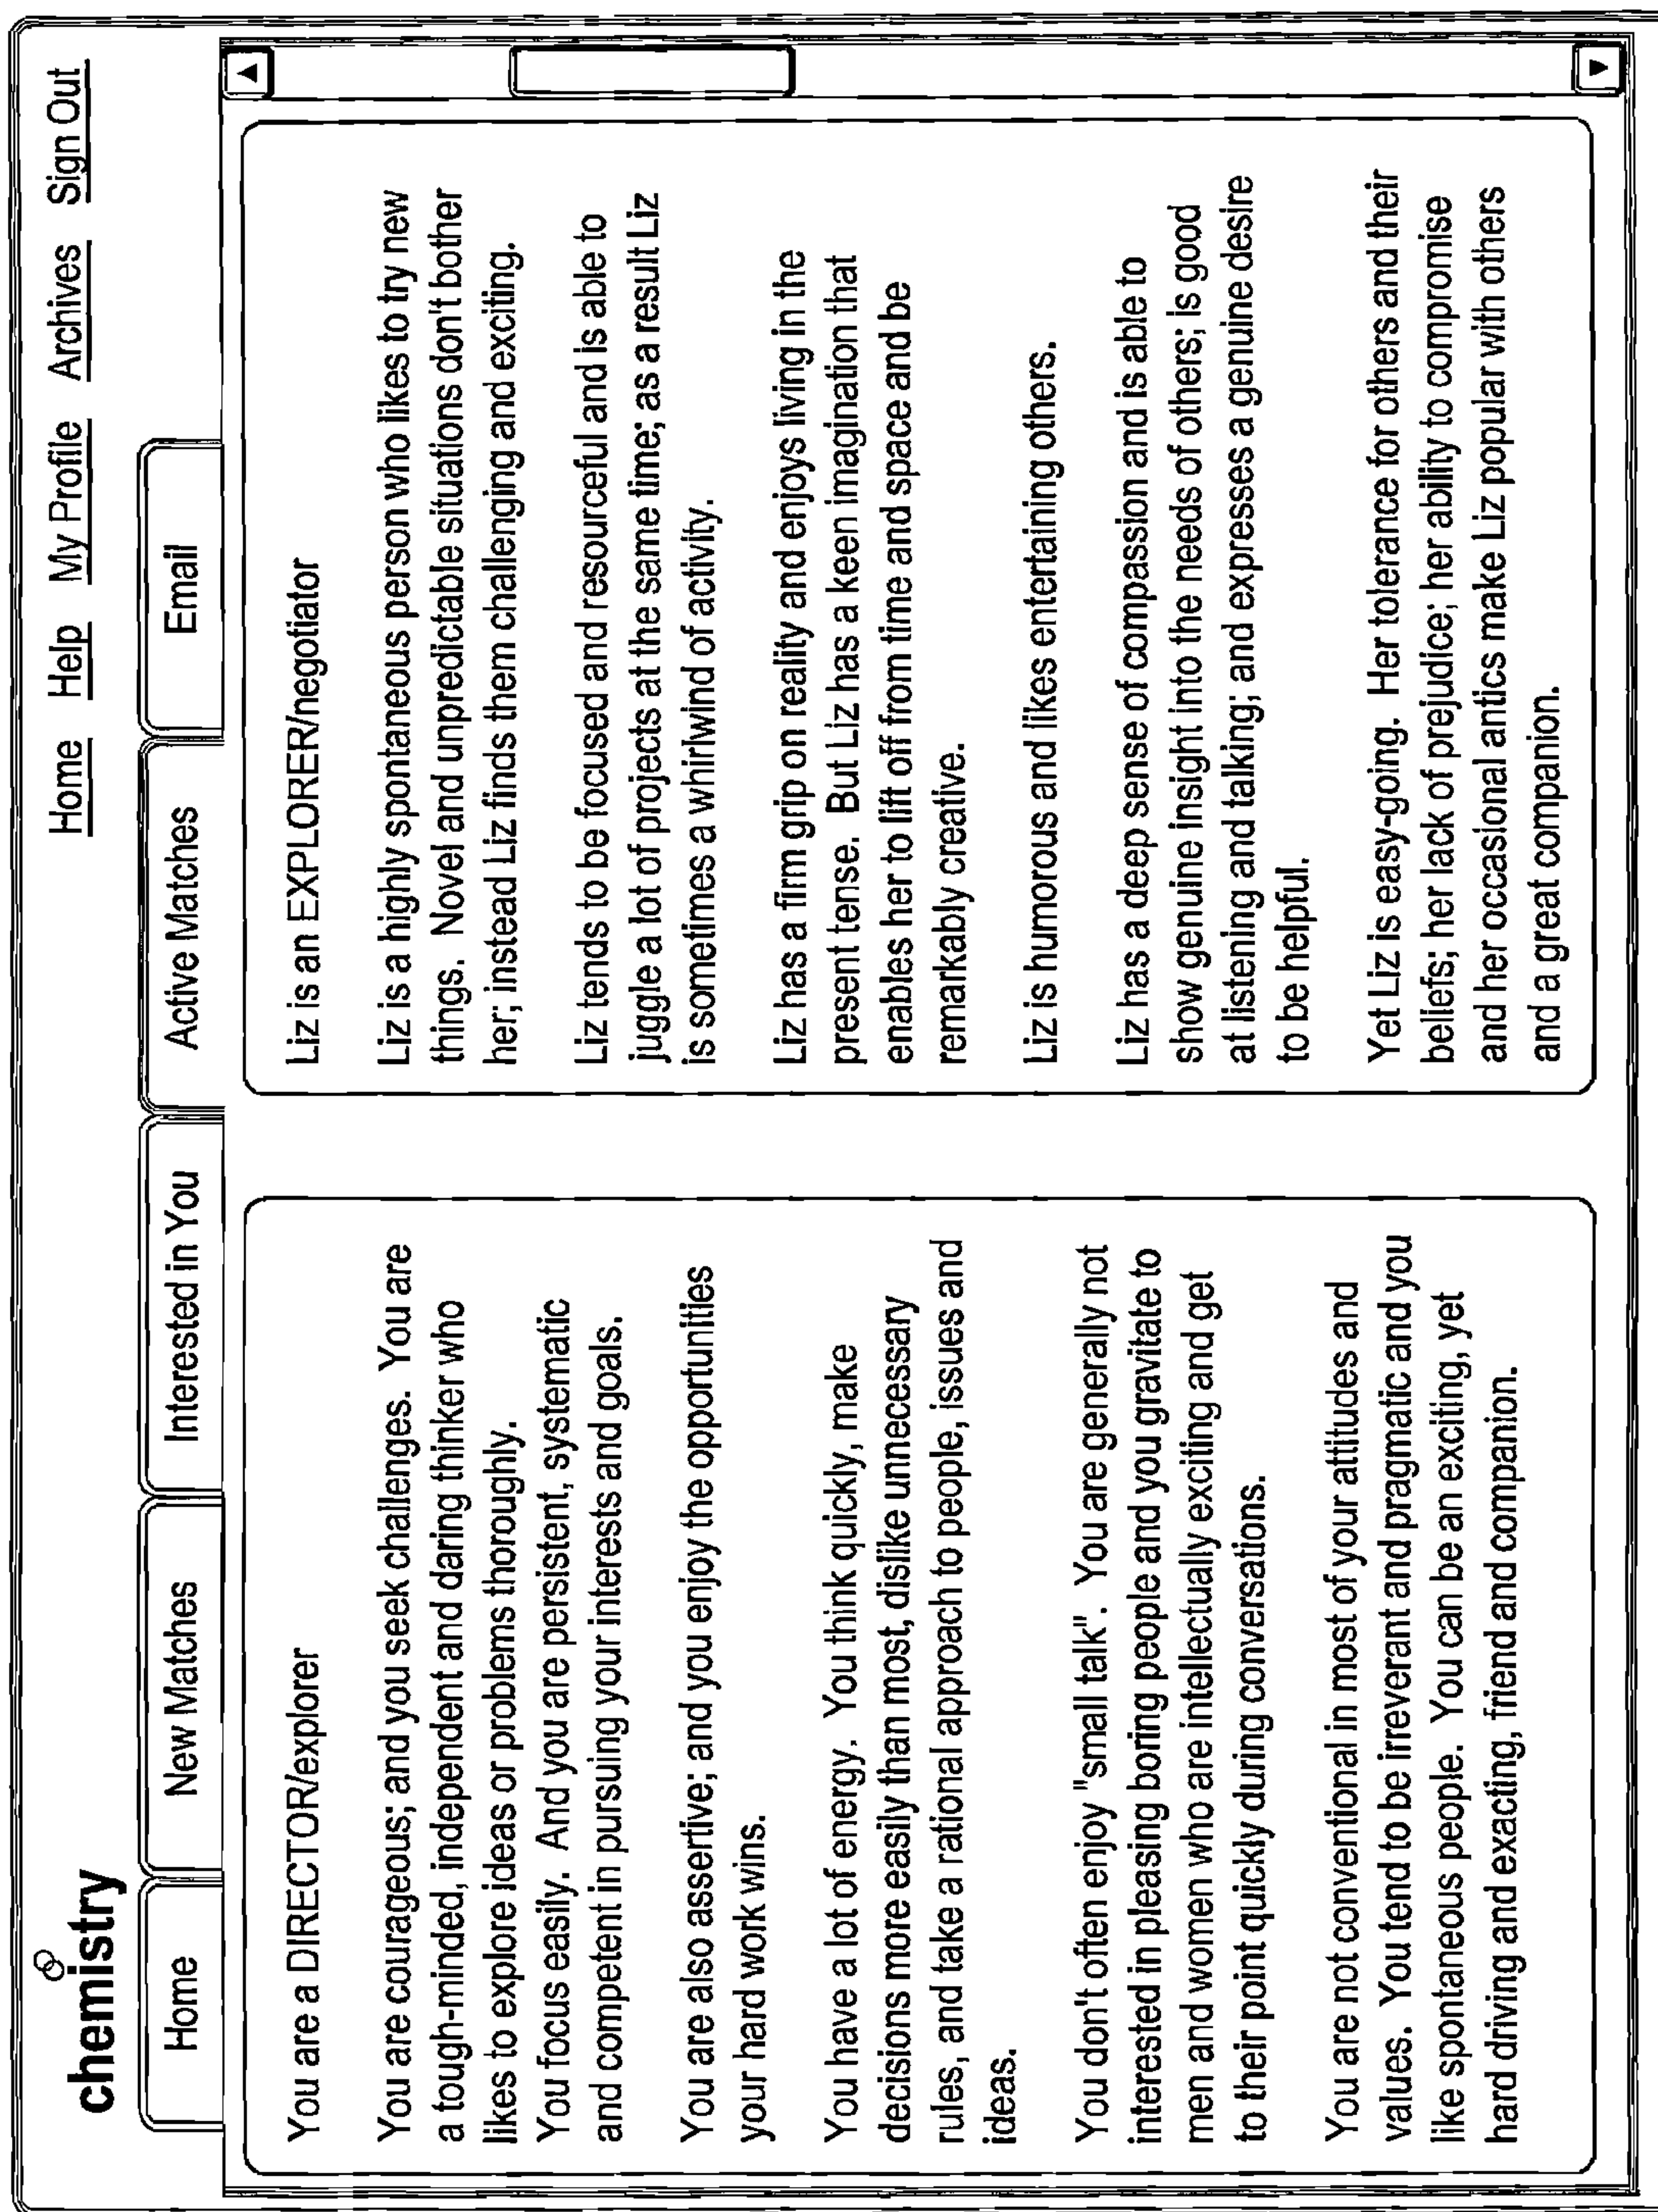 chemistry
Home Help My Profile Archives Sign Out
Home
New Matches
Interested in You
Active Matches
Email
You are a DIRECTOR/explorer
You are courageous; and you seek challenges. You are
a tough-minded, independent and daring thinker who
likes to explore ideas or problems thoroughly.
You focus easily. And you are persistent, systematic
and competent in pursuing your interests and goals.
You are also assertive; and you enjoy the opportunities
your hard work wins.
You have a lot of energy. You think quickly, make
decisions more easily than most, dislike unnecessary
rules, and take a rational approach to people, issues and
ideas.
You don't often enjoy "small talk". You are generally not
interested in pleasing boring people and you gravitate to
men and women who are intellectually exciting and get
to their point quickly during conversations.
You are not conventional in most of your attitudes and
values. You tend to be irreverant and pragmatic and you
like spontaneous people. You can be an exciting, yet
hard driving and exacting, friend and companion.
Liz is an EXPLORER/negotiator
Liz is a highly spontaneous person who likes to try new
things. Novel and unpredictable situations don't bother
her; instead Liz finds them challenging and exciting.
Liz tends to be focused and resourceful and is able to
juggle a lot of projects at the same time; as a result Liz
is sometimes a whirlwind of activity.
Liz has a firm grip on reality and enjoys living in the
present tense. But Liz has a keen imagination that
enables her to lift off from time and space and be
remarkably creative.
Liz is humorous and likes entertaining others.
Liz has a deep sense of compassion and is able to
show genuine insight into the needs of others; is good
at listening and talking; and expresses a genuine desire
to be helpful.
Yet Liz is easy-going. Her tolerance for others and their
beliefs; her lack of prejudice; her ability to compromise
and her occasional antics make Liz popular with others
and a great companion.